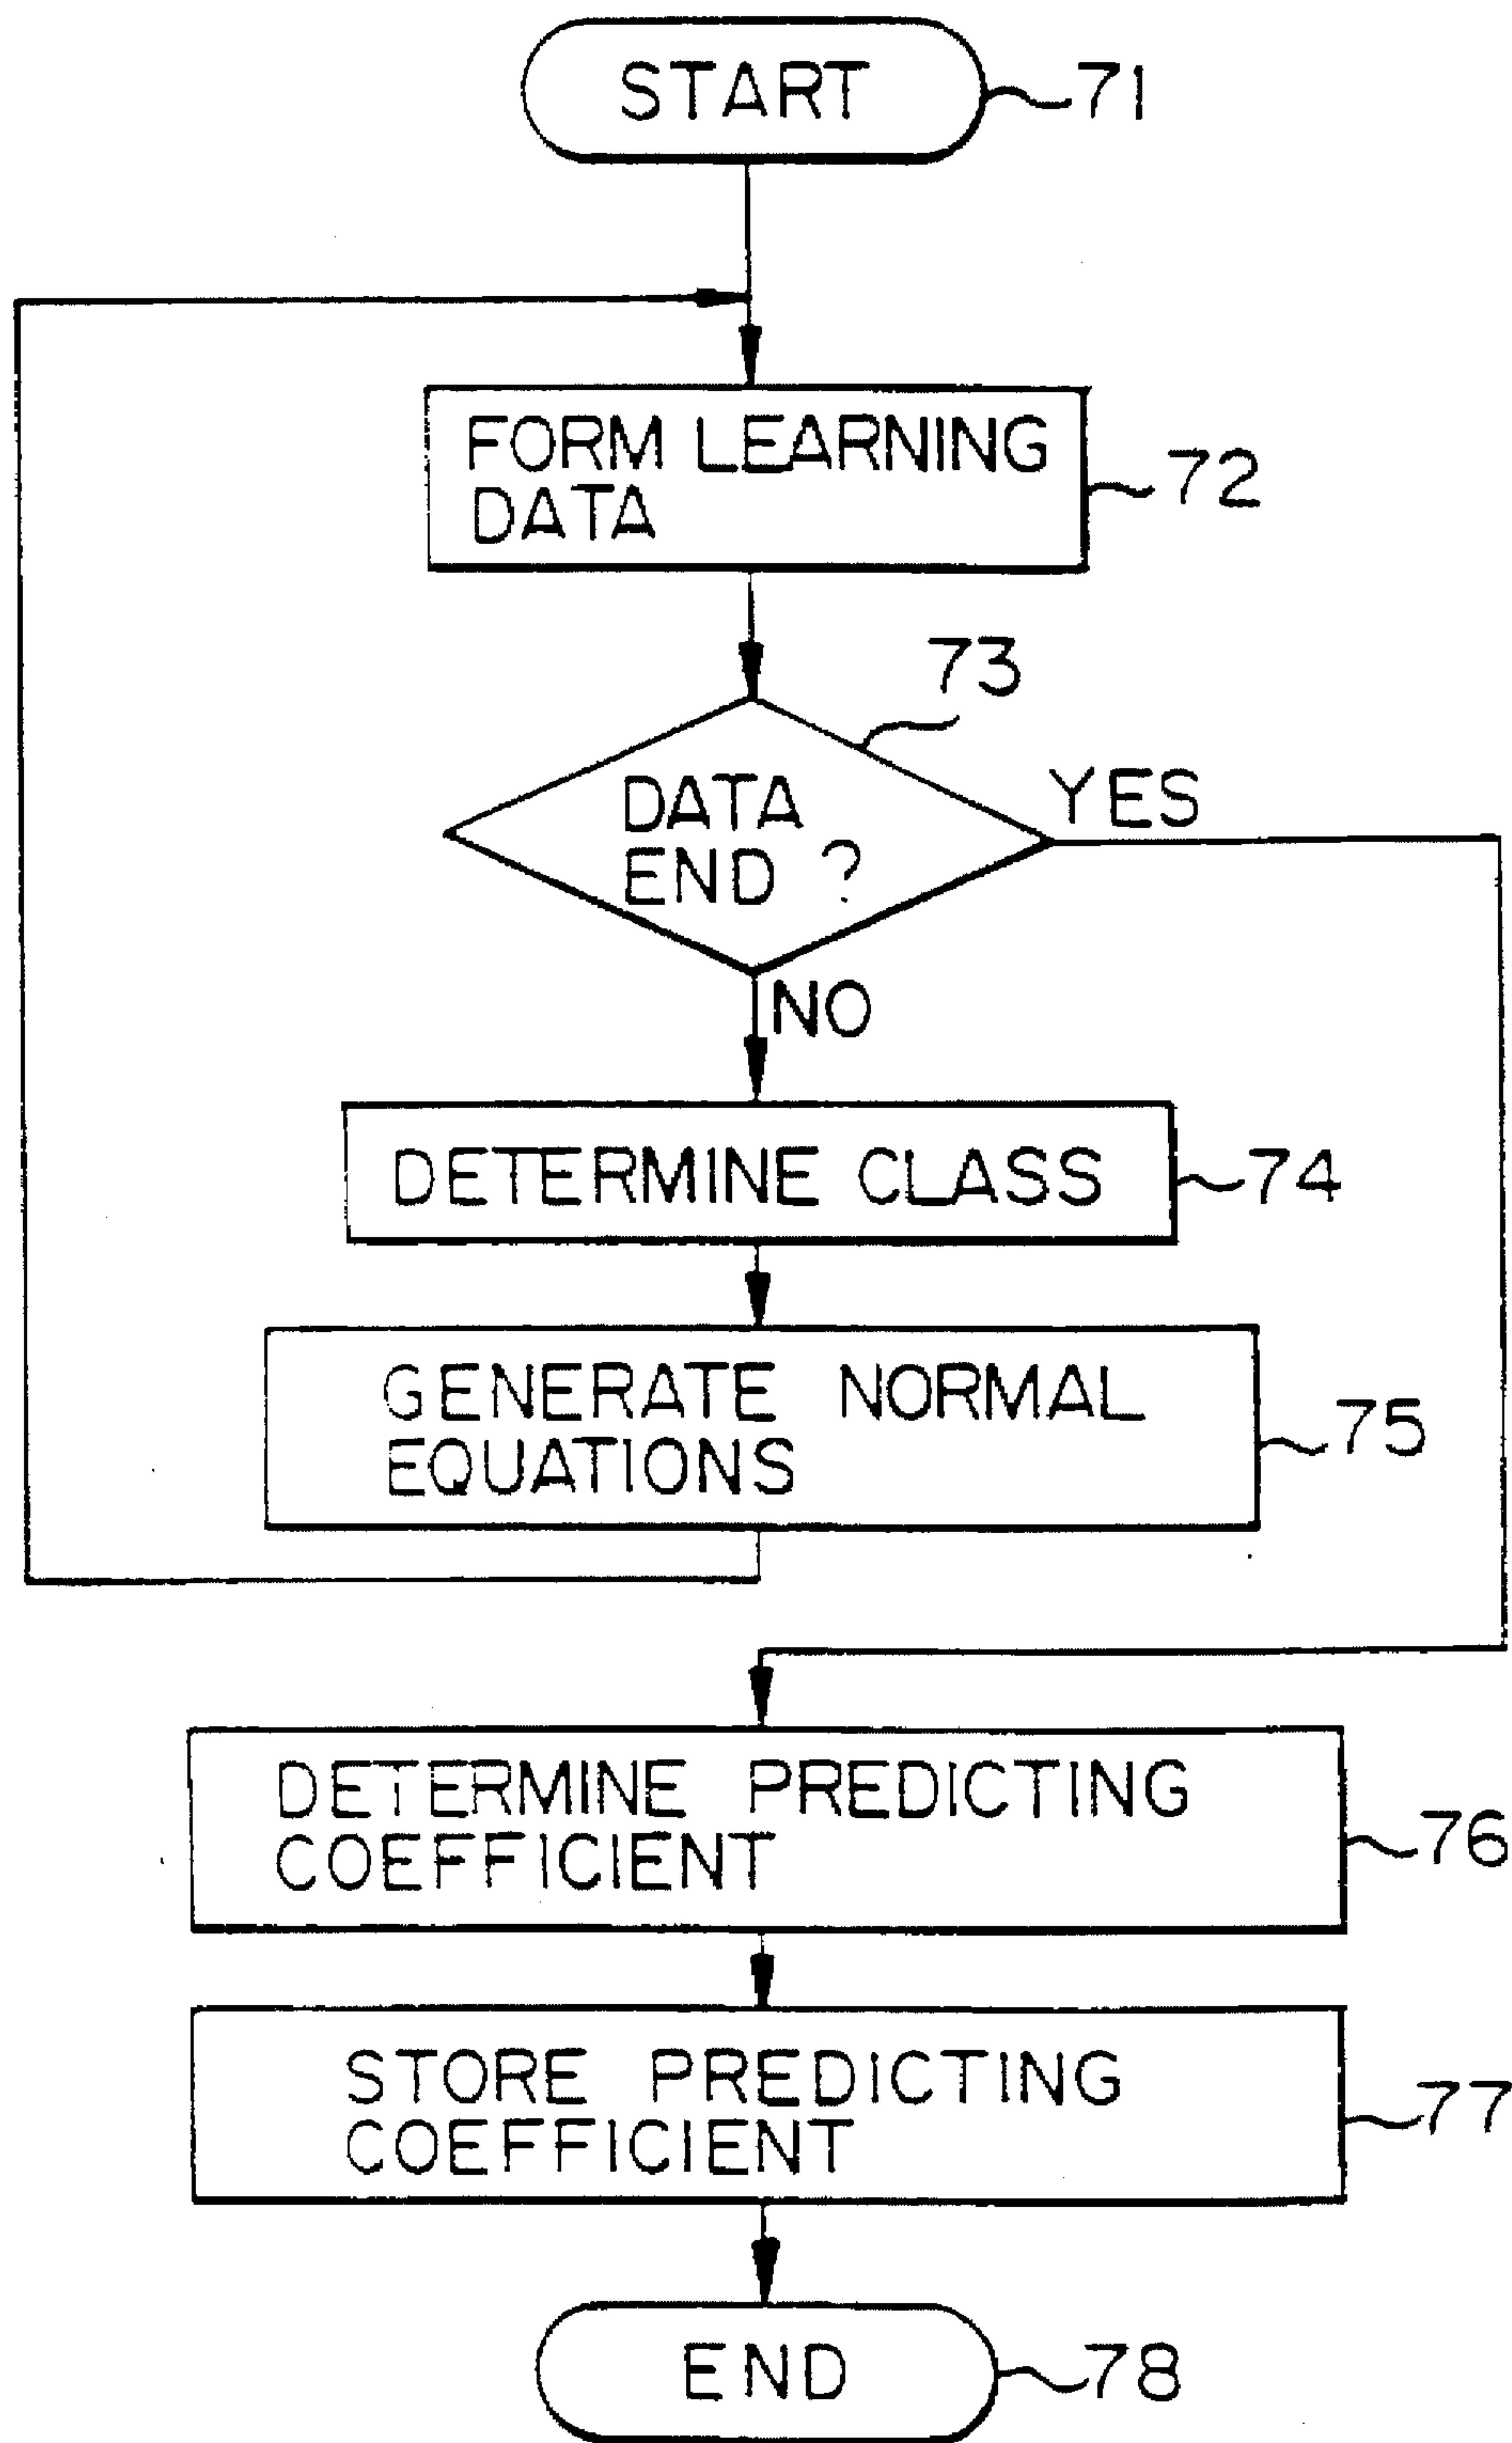 START
71
FORM LEARNING
DATA
72
73
DATA
END ?
YES
NO
DETERMINE CLASS
74
GENERATE NORMAL
EQUATIONS
75
DETERMINE PREDICTING
COEFFICIENT
76
STORE PREDICTING
COEFFICIENT
77
END
78